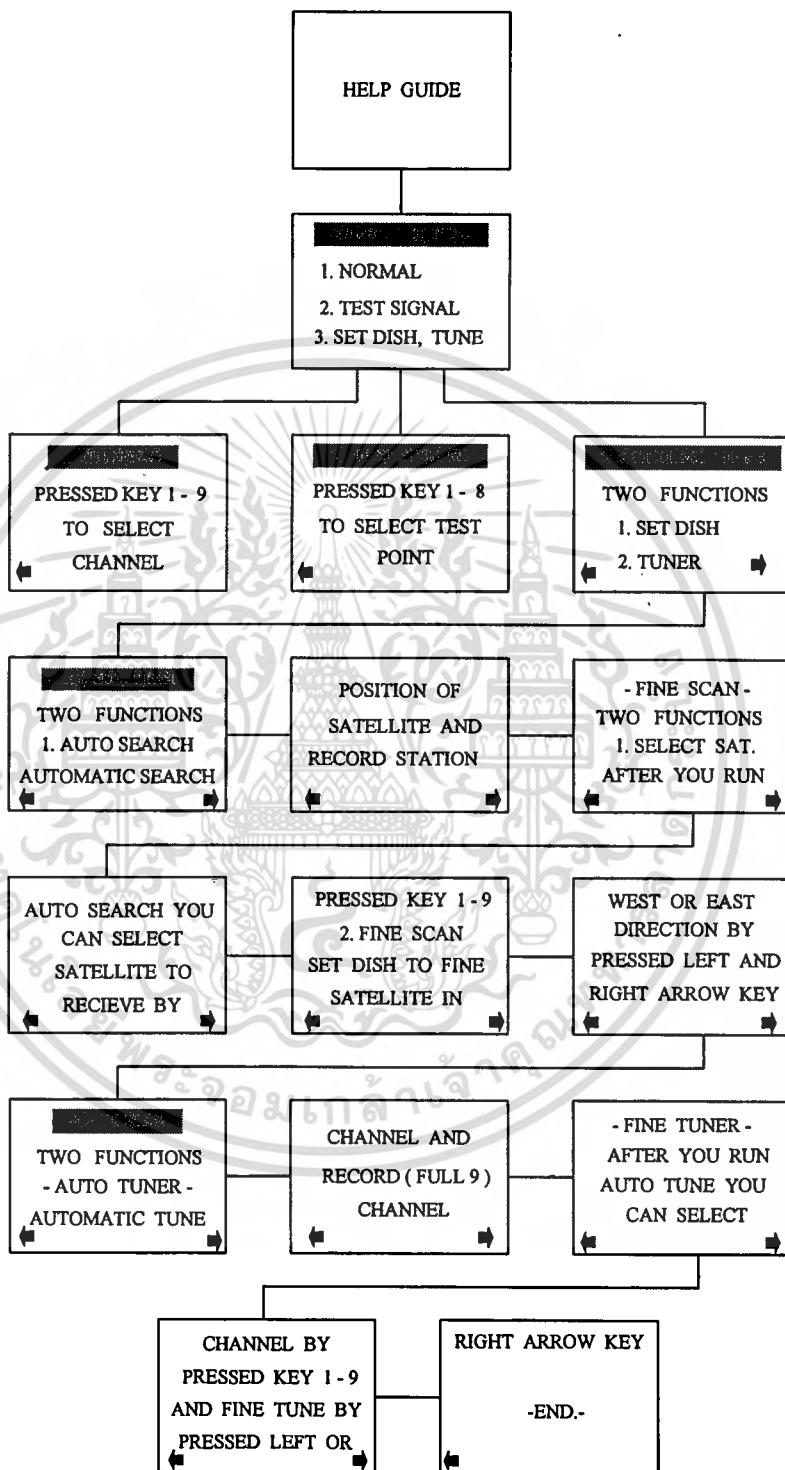 HELP GUIDE
1. NORMAL
2. TEST SIGNAL
3. SET DISH, TUNE
PRESSED KEY 1 - 9
TO SELECT
CHANNEL
PRESSED KEY 1 - 8
TO SELECT TEST
POINT
TWO FUNCTIONS
1. SET DISH
2. TUNER
TWO FUNCTIONS
1. AUTO SEARCH
AUTOMATIC SEARCH
POSITION OF
SATELLITE AND
RECORD STATION
- FINE SCAN -
TWO FUNCTIONS
1. SELECT SAT.
AFTER YOU RUN
AUTO SEARCH YOU
CAN SELECT
SATELLITE TO
RECIEVE BY
PRESSED KEY 1 - 9
2. FINE SCAN
SET DISH TO FINE
SATELLITE IN
WEST OR EAST
DIRECTION BY
PRESSED LEFT AND
RIGHT ARROW KEY
TWO FUNCTIONS
- AUTO TUNER -
AUTOMATIC TUNE
CHANNEL AND
RECORD ( FULL 9 )
CHANNEL
- FINE TUNER -
AFTER YOU RUN
AUTO TUNE YOU
CAN SELECT
CHANNEL BY
PRESSED KEY 1 - 9
AND FINE TUNE BY
PRESSED LEFT OR
RIGHT ARROW KEY
-END.-